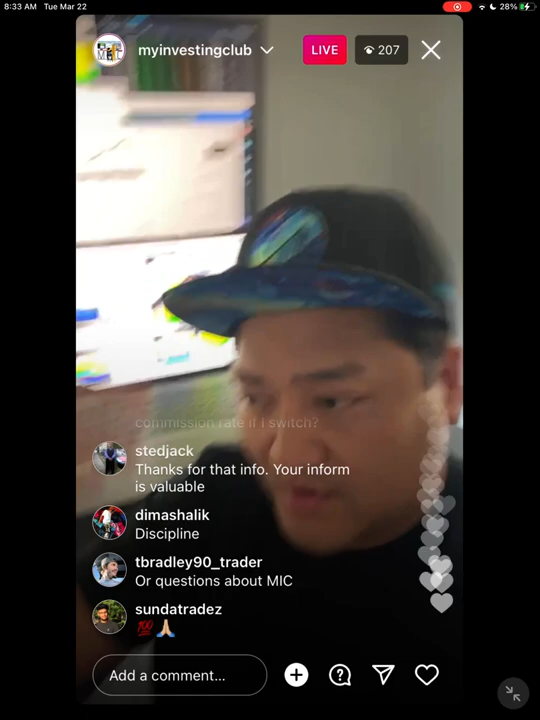 8:33 AM Tue Mar 22
28%
myinvestingclub
LIVE
207
commission rate if I switch?
stedjack
Thanks for that info. Your inform
is valuable
dimashalik
Discipline
tbradley90_trader
Or questions about MIC
sundatradez
💯🙏🏼
Add a comment...